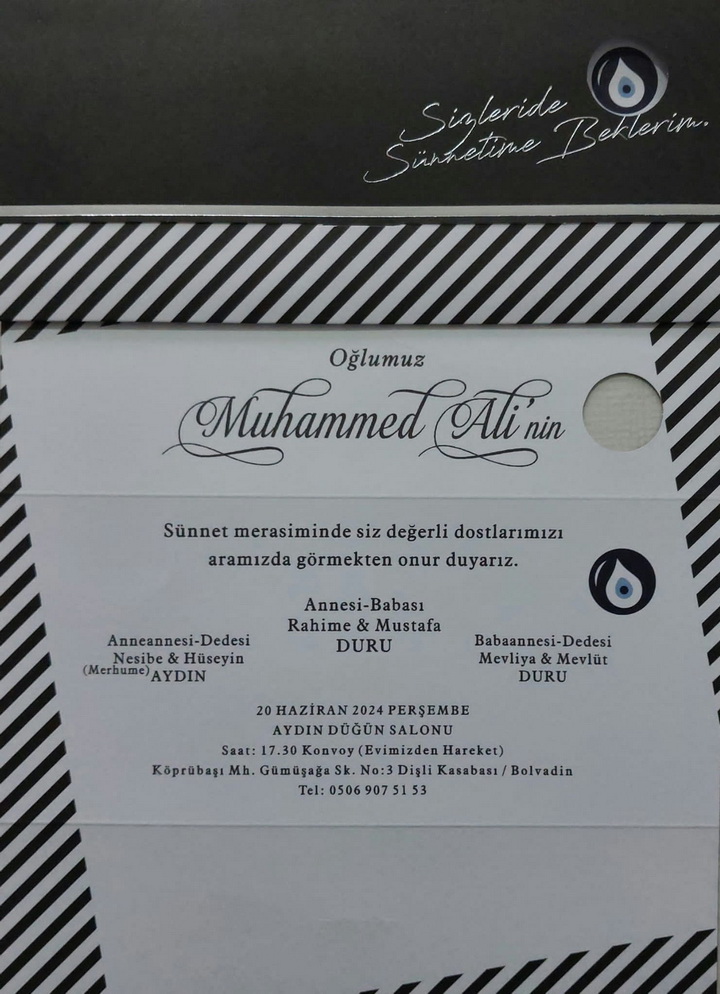 Sizleride
Sünnetime Beklerim.
Oğlumuz
Muhammed Ali'nin
Sünnet merasiminde siz değerli dostlarımızı
aramızda görmekten onur duyarız.
Annesi-Babası
Rahime & Mustafa
DURU
Anneannesi-Dedesi
Nesibe & Hüseyin
(Merhume) AYDIN
Babaannesi-Dedesi
Mevliya & Mevlüt
DURU
20 HAZİRAN 2024 PERŞEMBE
AYDIN DÜĞÜN SALONU
Saat: 17.30 Konvoy (Evimizden Hareket)
Köprübaşı Mh. Gümüşağa Sk. No:3 Dişli Kasabası / Bolvadin
Tel: 0506 907 51 53